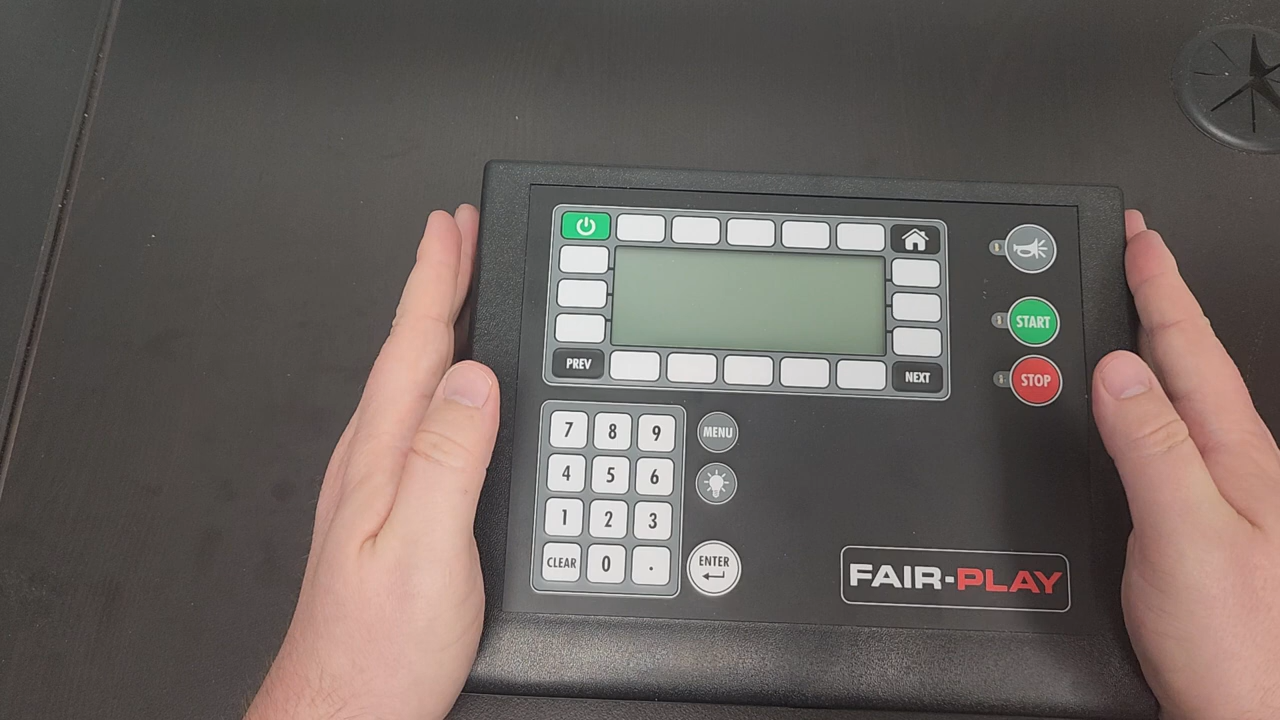 START
PREV
NEXT
STOP
7 8 9
MENU
4 5 6
1 2 3
CLEAR 0 .
ENTER
FAIR-PLAY